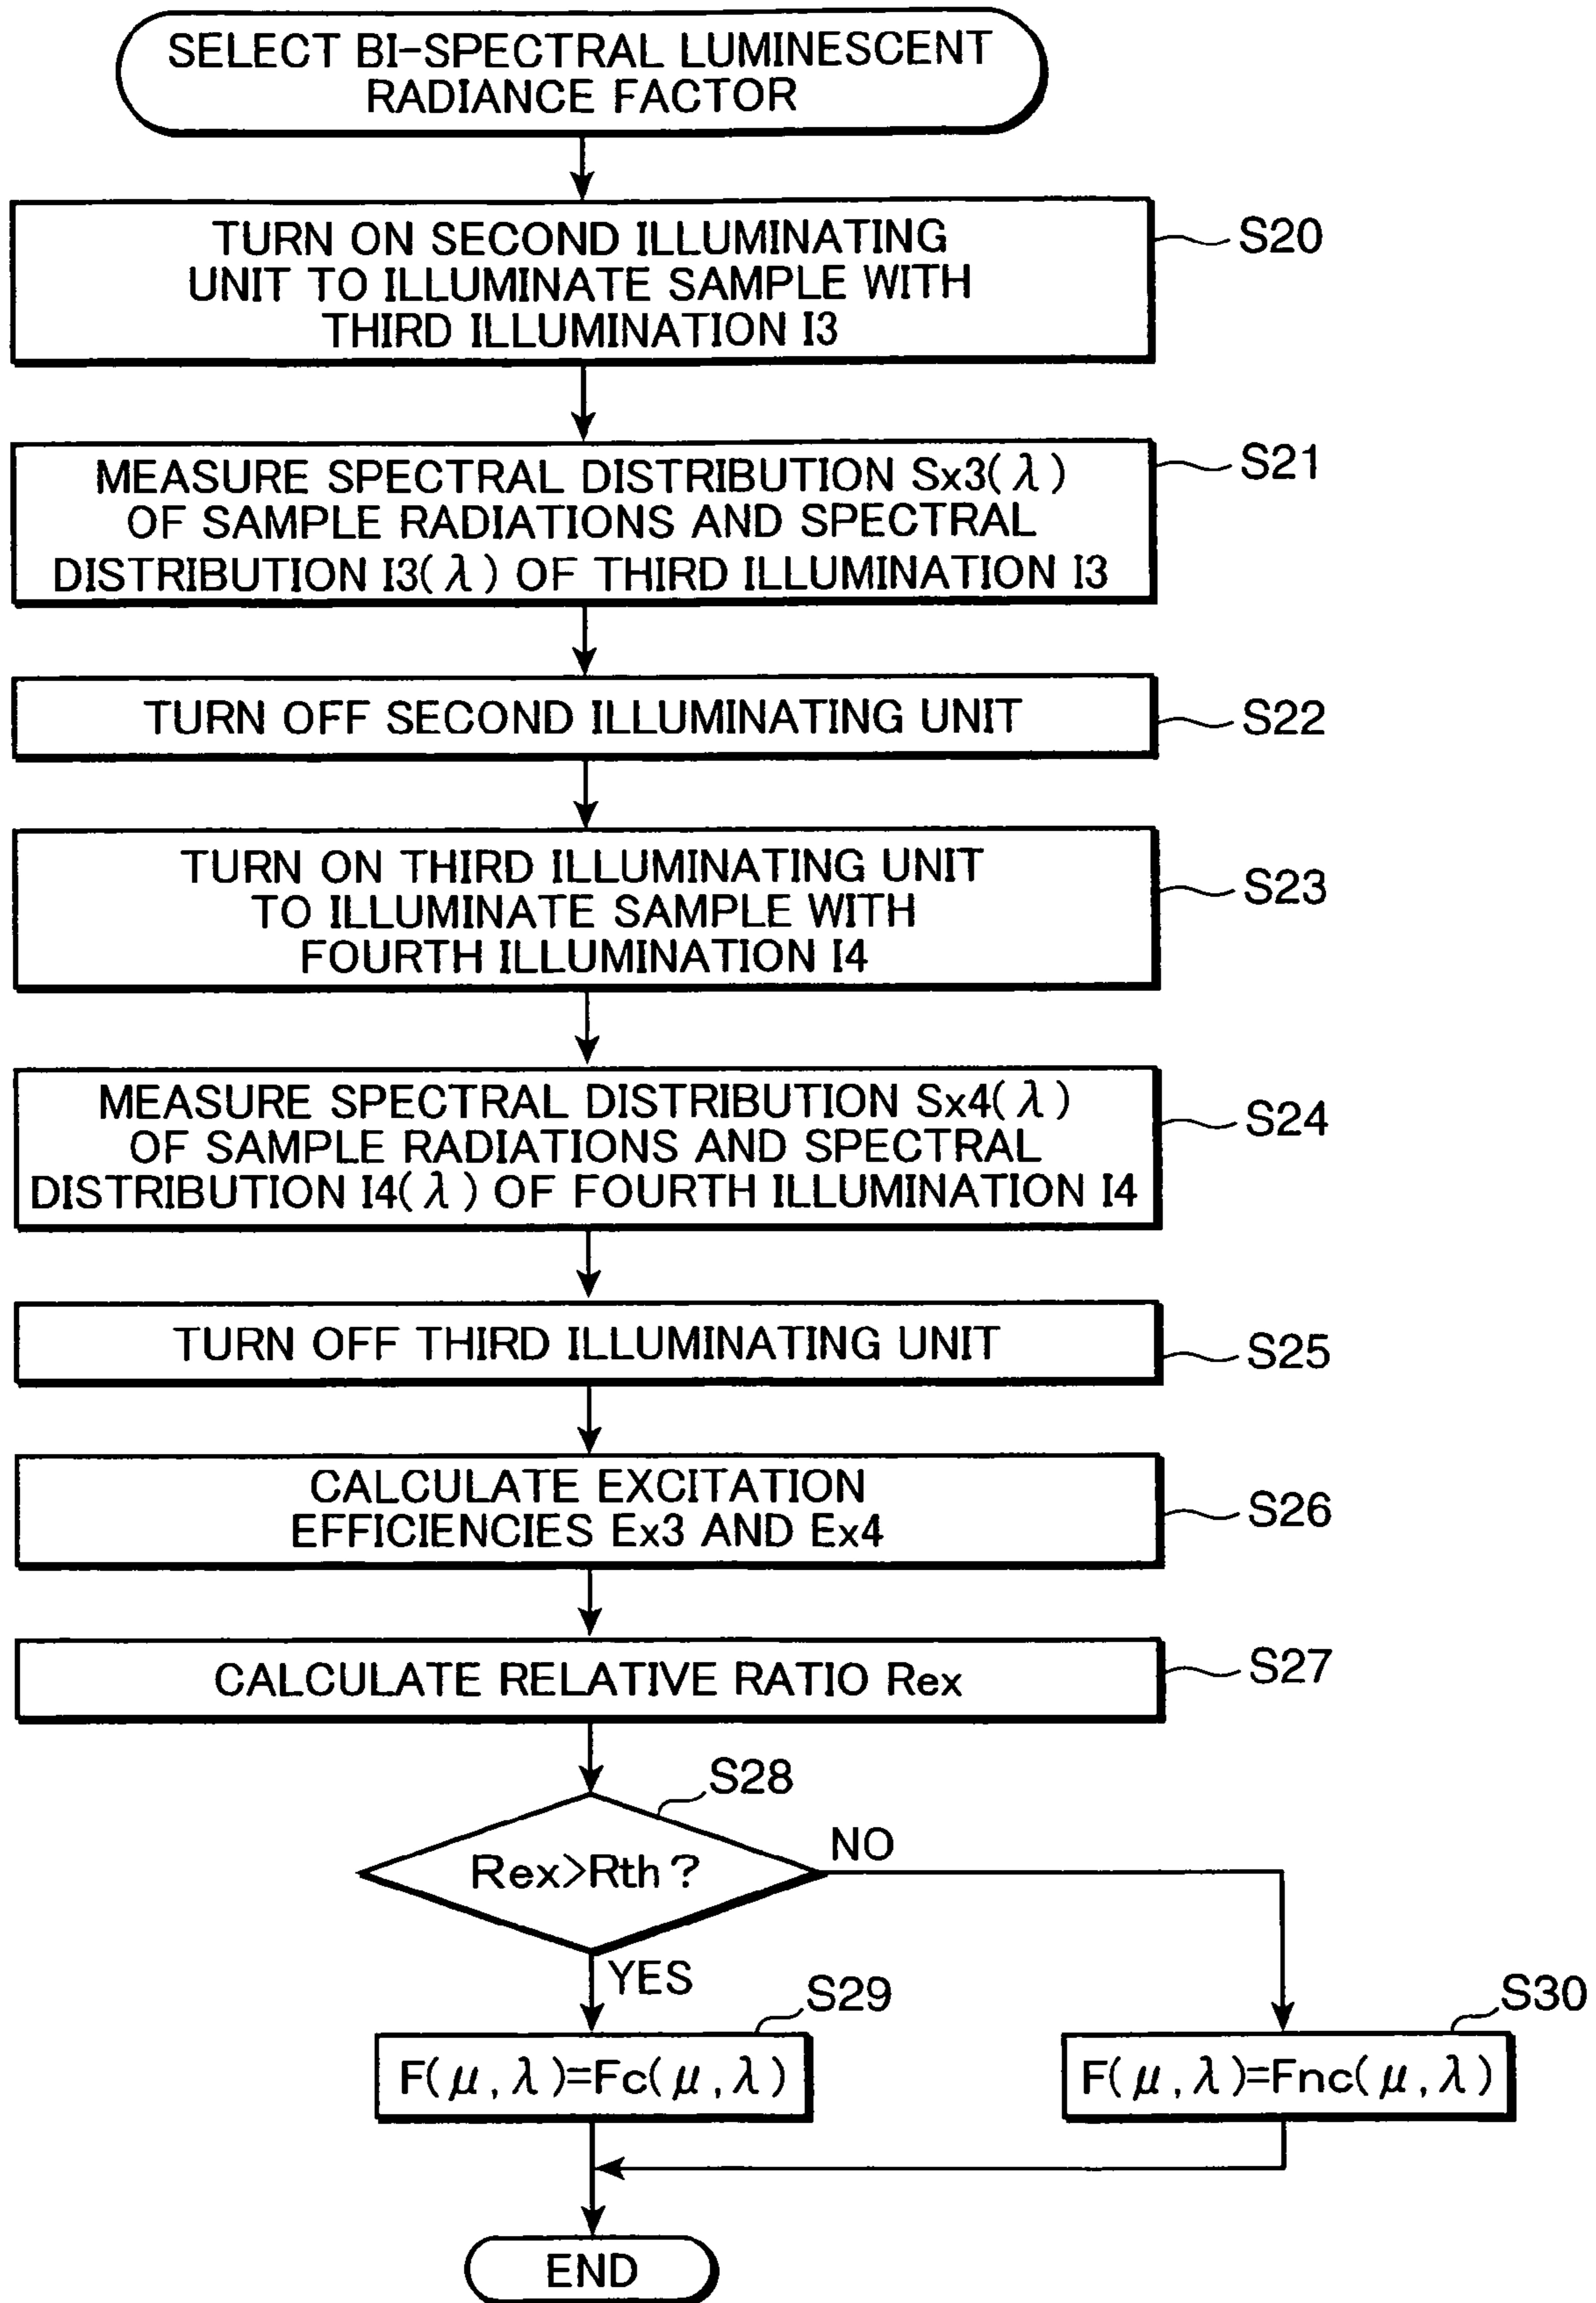 SELECT BI-SPECTRAL LUMINESCENT
RADIANCE FACTOR
TURN ON SECOND ILLUMINATING
UNIT TO ILLUMINATE SAMPLE WITH
THIRD ILLUMINATION I3
S20
MEASURE SPECTRAL DISTRIBUTION Sx3(λ)
OF SAMPLE RADIATIONS AND SPECTRAL
DISTRIBUTION I3(λ) OF THIRD ILLUMINATION I3
S21
TURN OFF SECOND ILLUMINATING UNIT
S22
TURN ON THIRD ILLUMINATING UNIT
TO ILLUMINATE SAMPLE WITH
FOURTH ILLUMINATION I4
S23
MEASURE SPECTRAL DISTRIBUTION Sx4(λ)
OF SAMPLE RADIATIONS AND SPECTRAL
DISTRIBUTION I4(λ) OF FOURTH ILLUMINATION I4
S24
TURN OFF THIRD ILLUMINATING UNIT
S25
CALCULATE EXCITATION
EFFICIENCIES Ex3 AND Ex4
S26
CALCULATE RELATIVE RATIO Rex
S27
S28
Rex>Rth?
NO
YES
S29
F(μ,λ)=Fc(μ,λ)
S30
F(μ,λ)=Fnc(μ,λ)
END